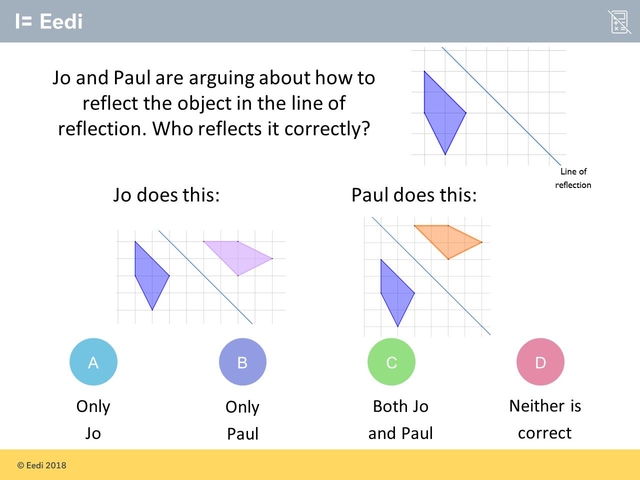 I= Eedi
Jo and Paul are arguing about how to
reflect the object in the line of
reflection. Who reflects it correctly?
Line of
reflection
Jo does this:
Paul does this:
A
Only
Jo
B
Only
Paul
C
Both Jo
and Paul
D
Neither is
correct
© Eedi 2018